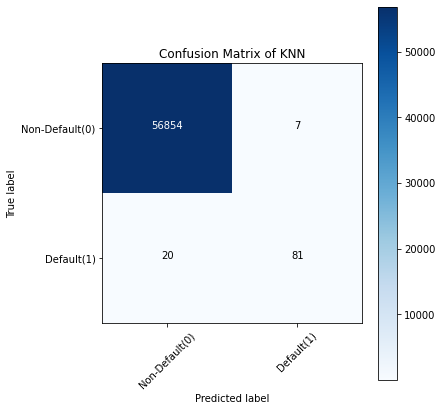 Confusion Matrix of KNN
50000
40000
30000
20000
10000
True label
Non-Default(0)
56854
7
Default(1)
20
81
Non-Default(0)
Default(1)
Predicted label